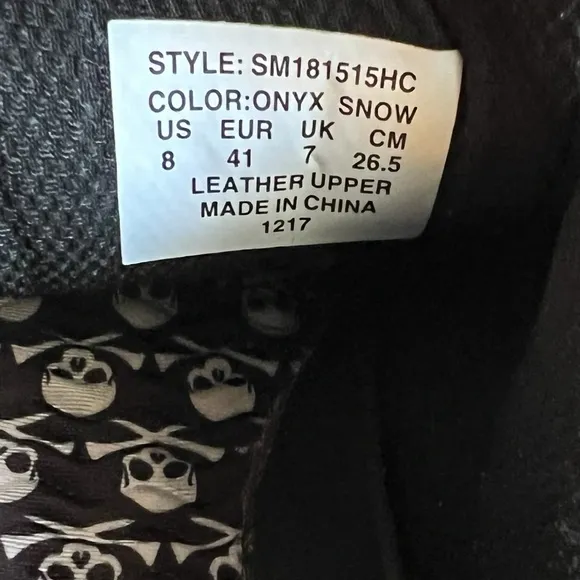 STYLE: SM181515HC
COLOR:ONYX SNOW
US EUR UK CM
8 41 7 26.5
LEATHER UPPER
MADE IN CHINA
1217